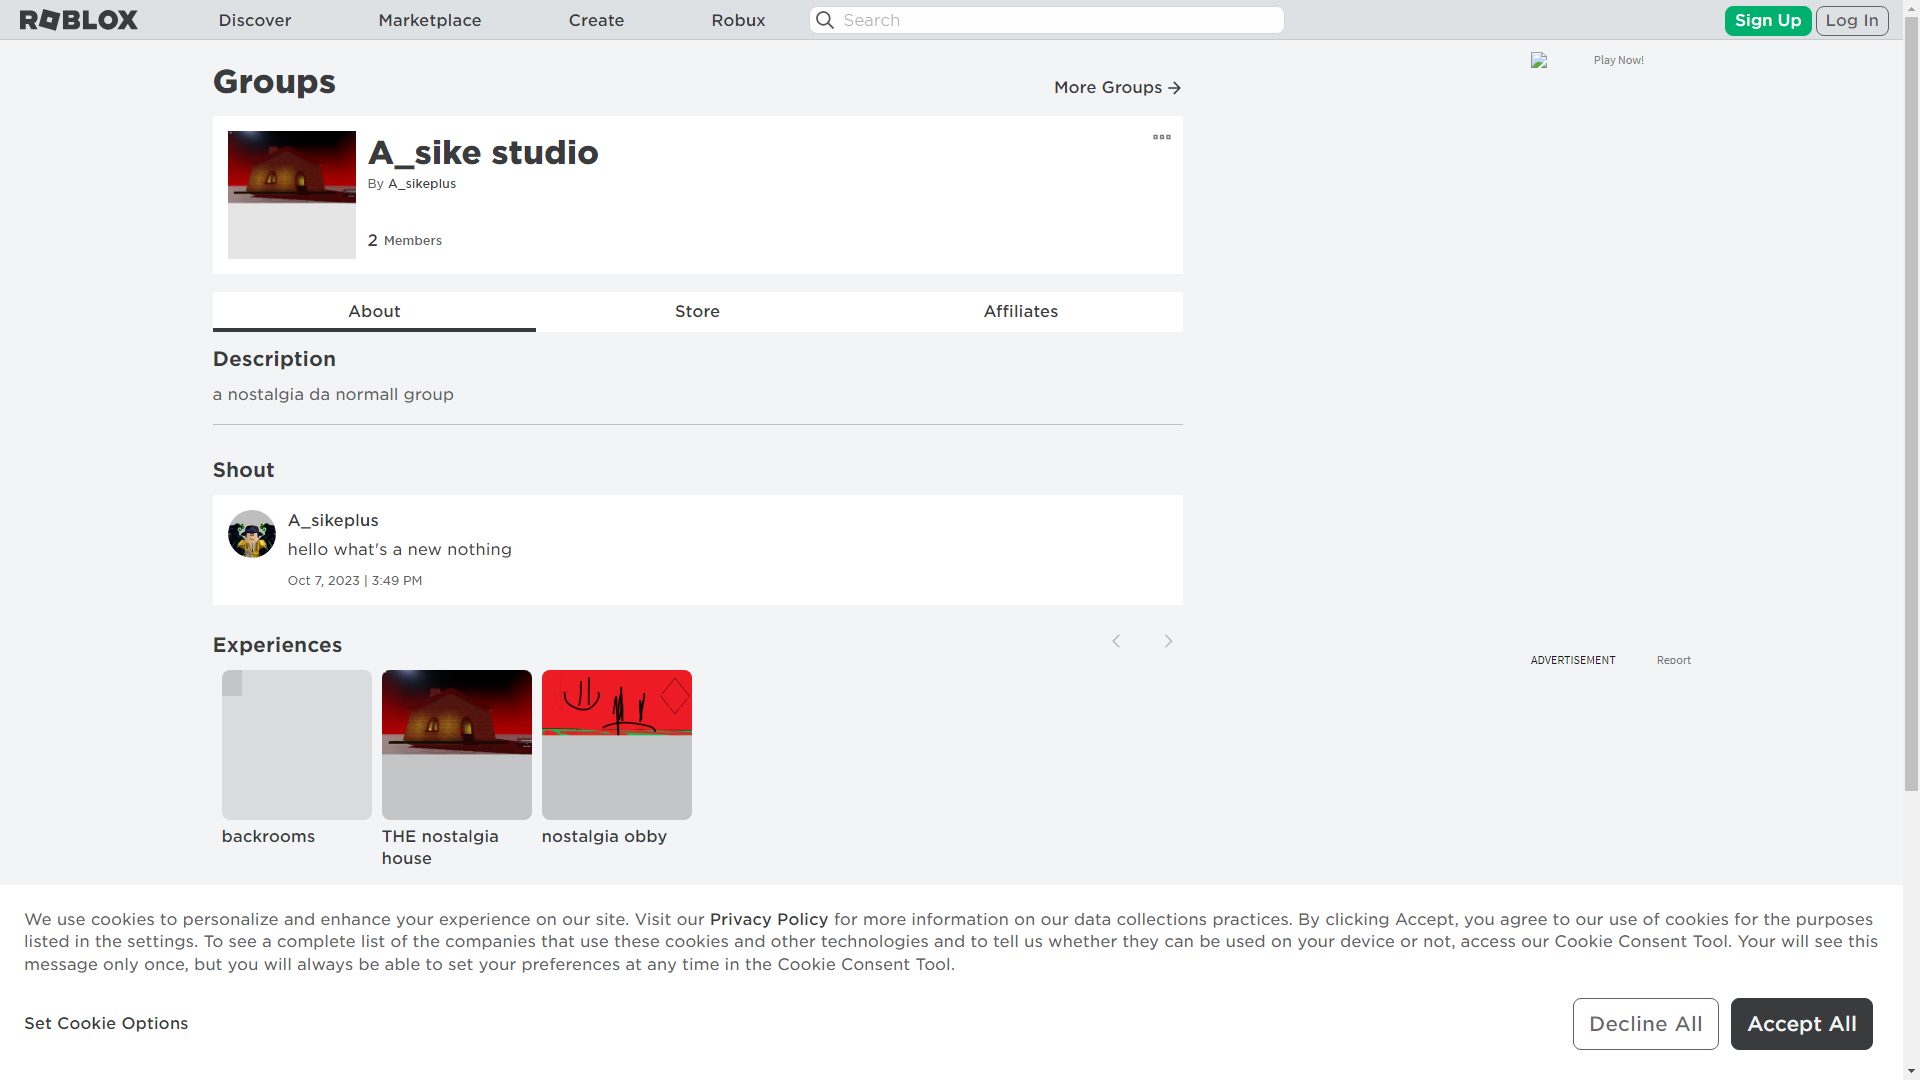 ROBLOX
Discover
Marketplace
Create
Robux
Search
Sign Up
Log In
Groups
More Groups
Play Now!
A_sike studio
By A_sikeplus
2 Members
About
Store
Affiliates
Description
a nostalgia da normall group
Shout
A_sikeplus
hello what's a new nothing
Oct 7, 2023 | 3:49 PM
Experiences
ADVERTISEMENT
Report
backrooms
THE nostalgia
house
nostalgia obby
We use cookies to personalize and enhance your experience on our site. Visit our Privacy Policy for more information on our data collections practices. By clicking Accept, you agree to our use of cookies for the purposes
listed in the settings. To see a complete list of the companies that use these cookies and other technologies and to tell us whether they can be used on your device or not, access our Cookie Consent Tool. Your will see this
message only once, but you will always be able to set your preferences at any time in the Cookie Consent Tool.
Set Cookie Options
Decline All
Accept All